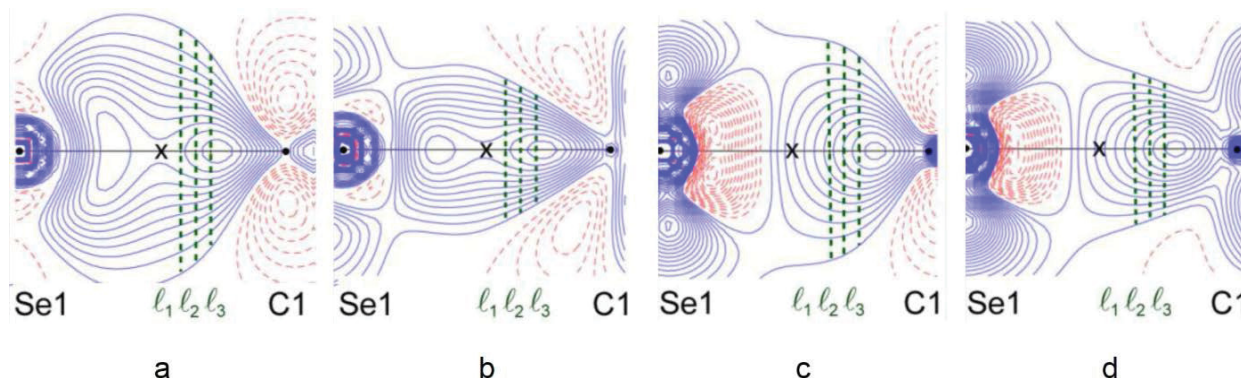 X
X
X
X
Se1 ℓ₁ ℓ₂ ℓ₃ C1
Se1 ℓ₁ ℓ₂ ℓ₃ C1
Se1 ℓ₁ ℓ₂ ℓ₃ C1
Se1 ℓ₁ ℓ₂ ℓ₃ C1
a
b
c
d